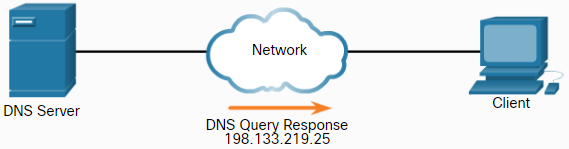 Network
DNS Server
Client
DNS Query Response
198.133.219.25